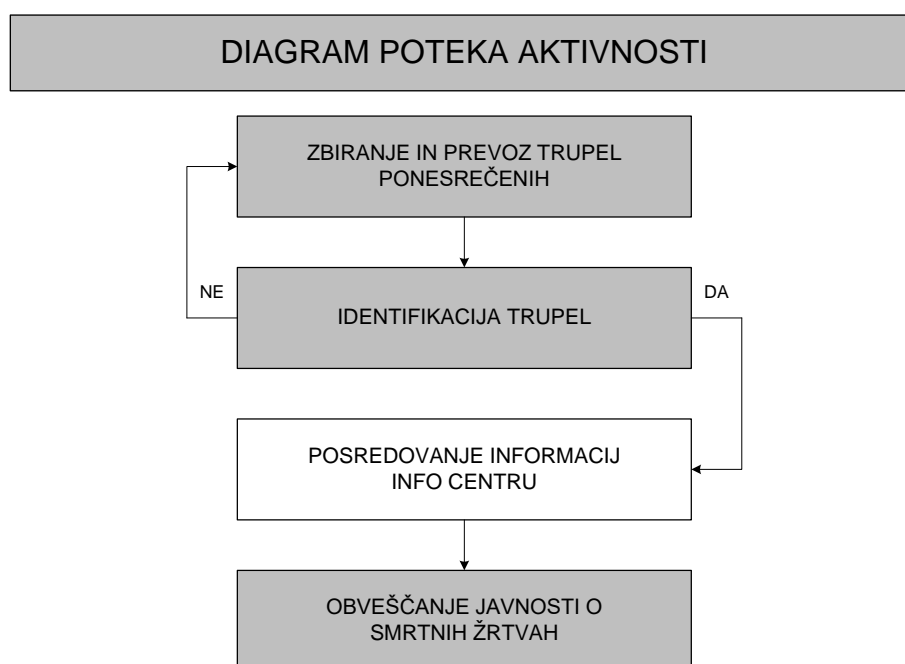 DIAGRAM POTEKA AKTIVNOSTI
ZBIRANJE IN PREVOZ TRUPEL
PONESREČENIH
NE
DA
IDENTIFIKACIJA TRUPEL
POSREDOVANJE INFORMACIJ
INFO CENTRU
OBVEŠČANJE JAVNOSTI O
SMRTNIH ŽRTVAH